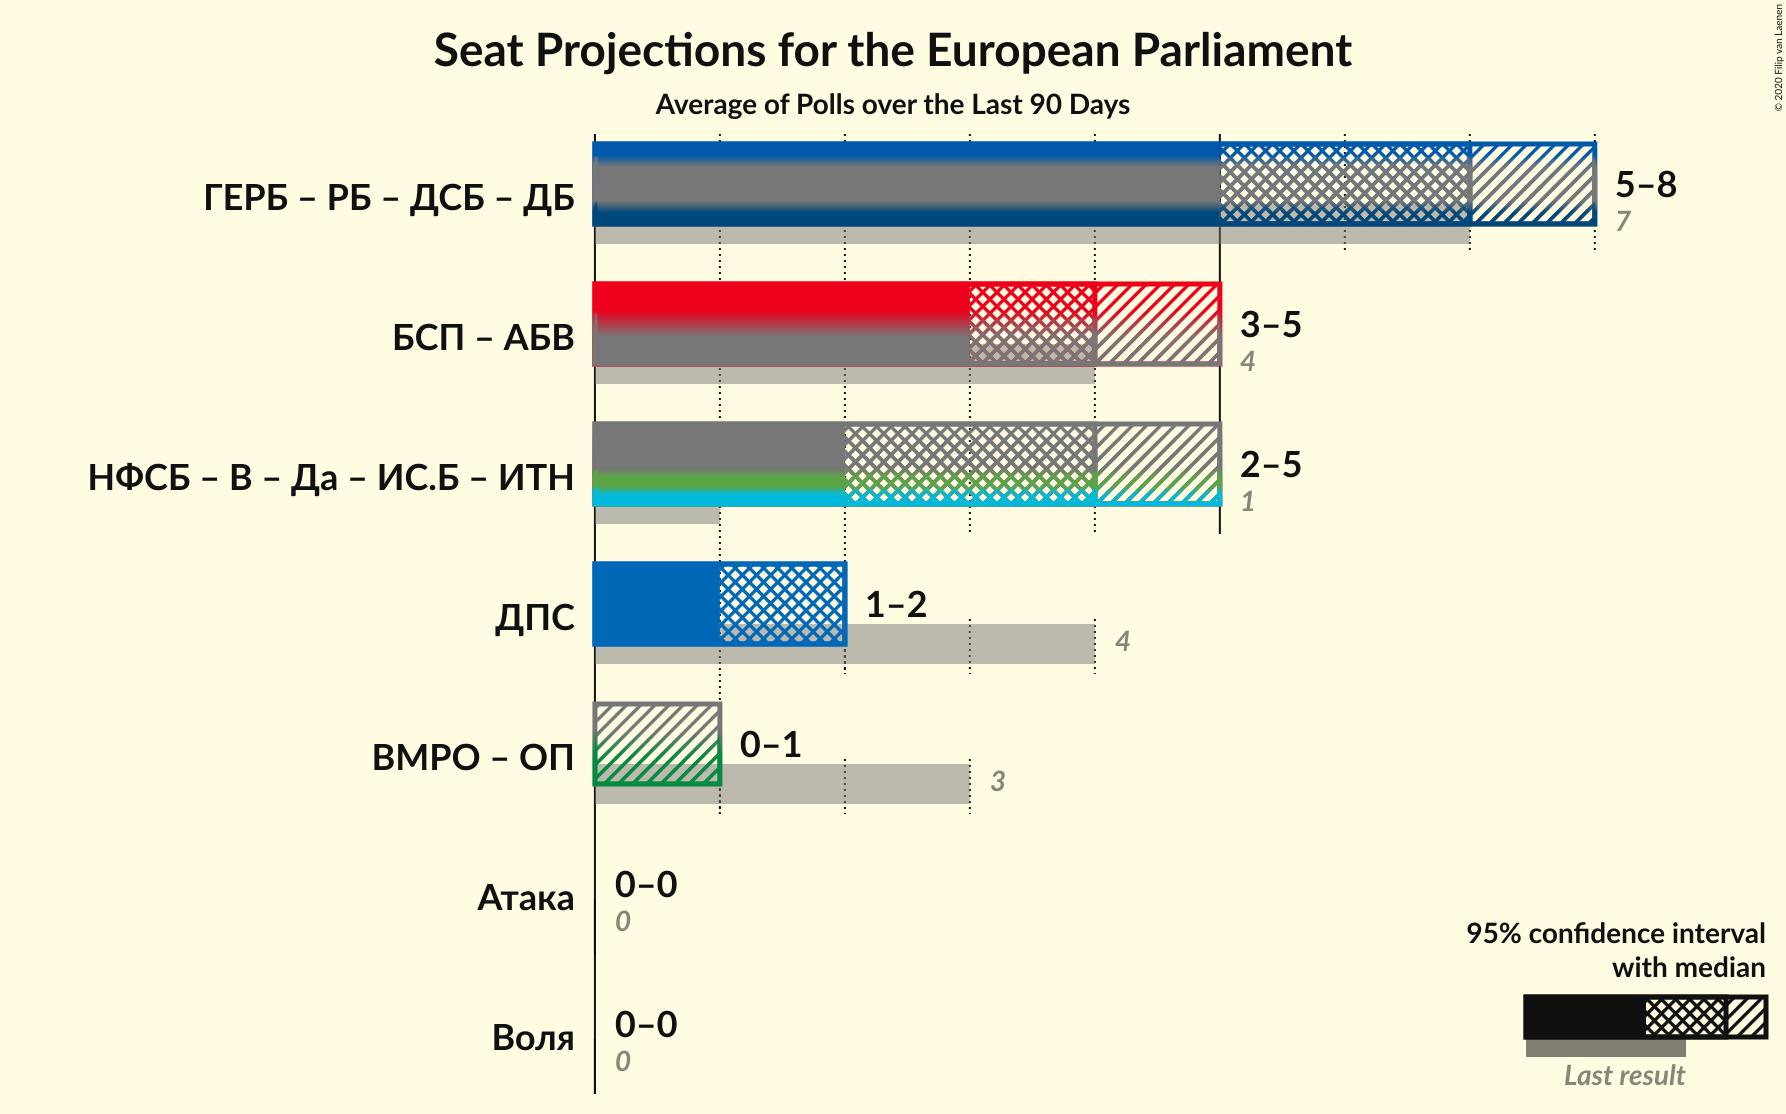 Seat Projections for the European Parliament
Average of Polls over the Last 90 Days
© 2020 Filip van Laenen
ГЕРБ – РБ – ДСБ – ДБ
5–8
7
БСП – АБВ
3–5
4
НФСБ – В – Да – ИС.Б – ИТН
2–5
1
ДПС
1–2
4
ВМРО – ОП
0–1
3
Атака
0–0
0
Воля
0–0
0
95% confidence interval
with median
Last result